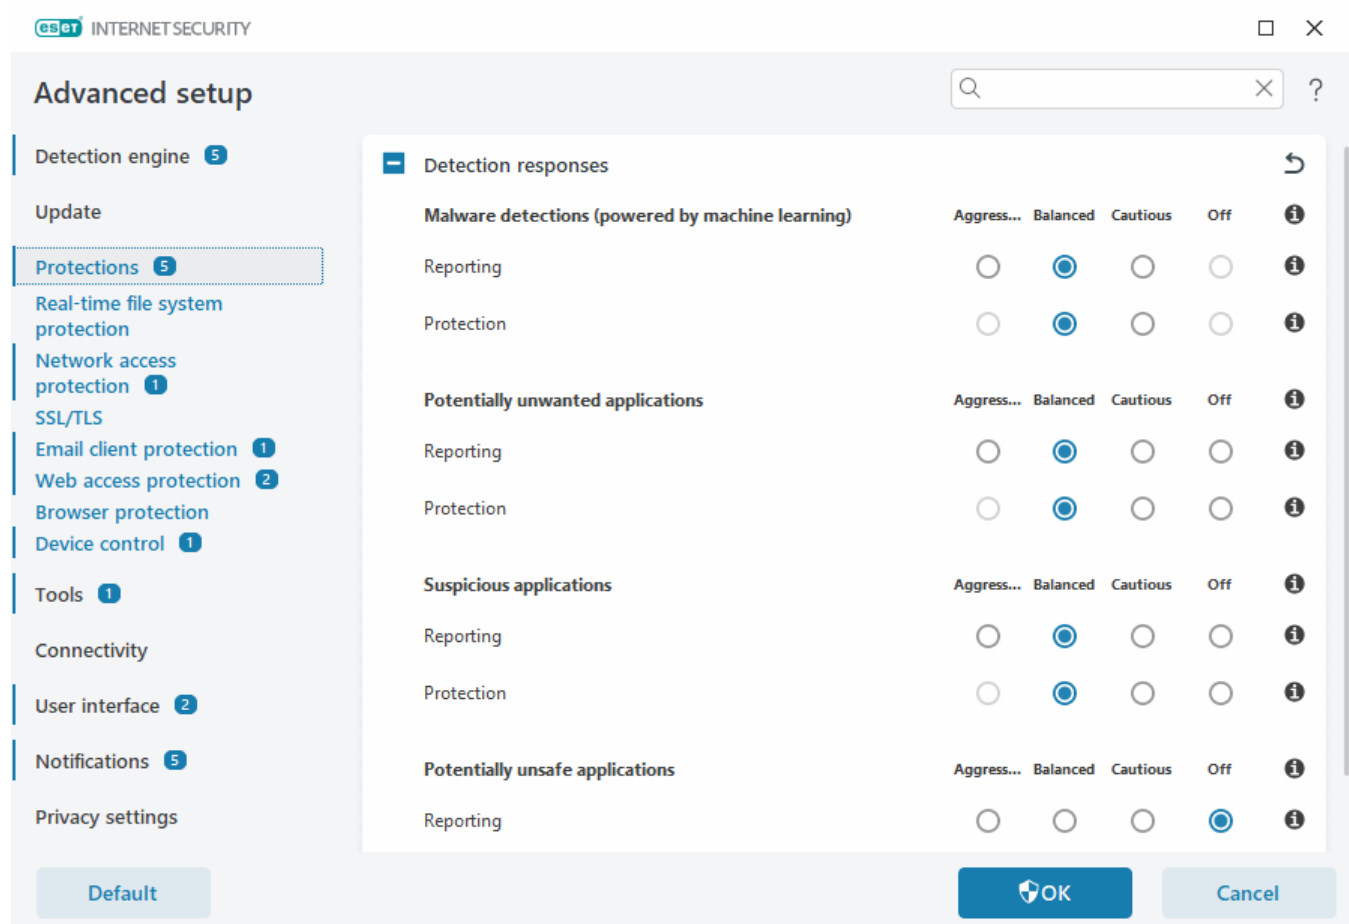 eset INTERNET SECURITY
Advanced setup
?
Detection engine 5
Update
Protections 5
Real-time file system
protection
Network access
protection 1
SSL/TLS
Email client protection 1
Web access protection 2
Browser protection
Device control 1
Tools 1
Connectivity
User interface 2
Notifications 5
Privacy settings
Detection responses
Malware detections (powered by machine learning) Aggress... Balanced Cautious Off
Reporting
Protection
Potentially unwanted applications Aggress... Balanced Cautious Off
Reporting
Protection
Suspicious applications Aggress... Balanced Cautious Off
Reporting
Protection
Potentially unsafe applications Aggress... Balanced Cautious Off
Reporting
Default
OK
Cancel